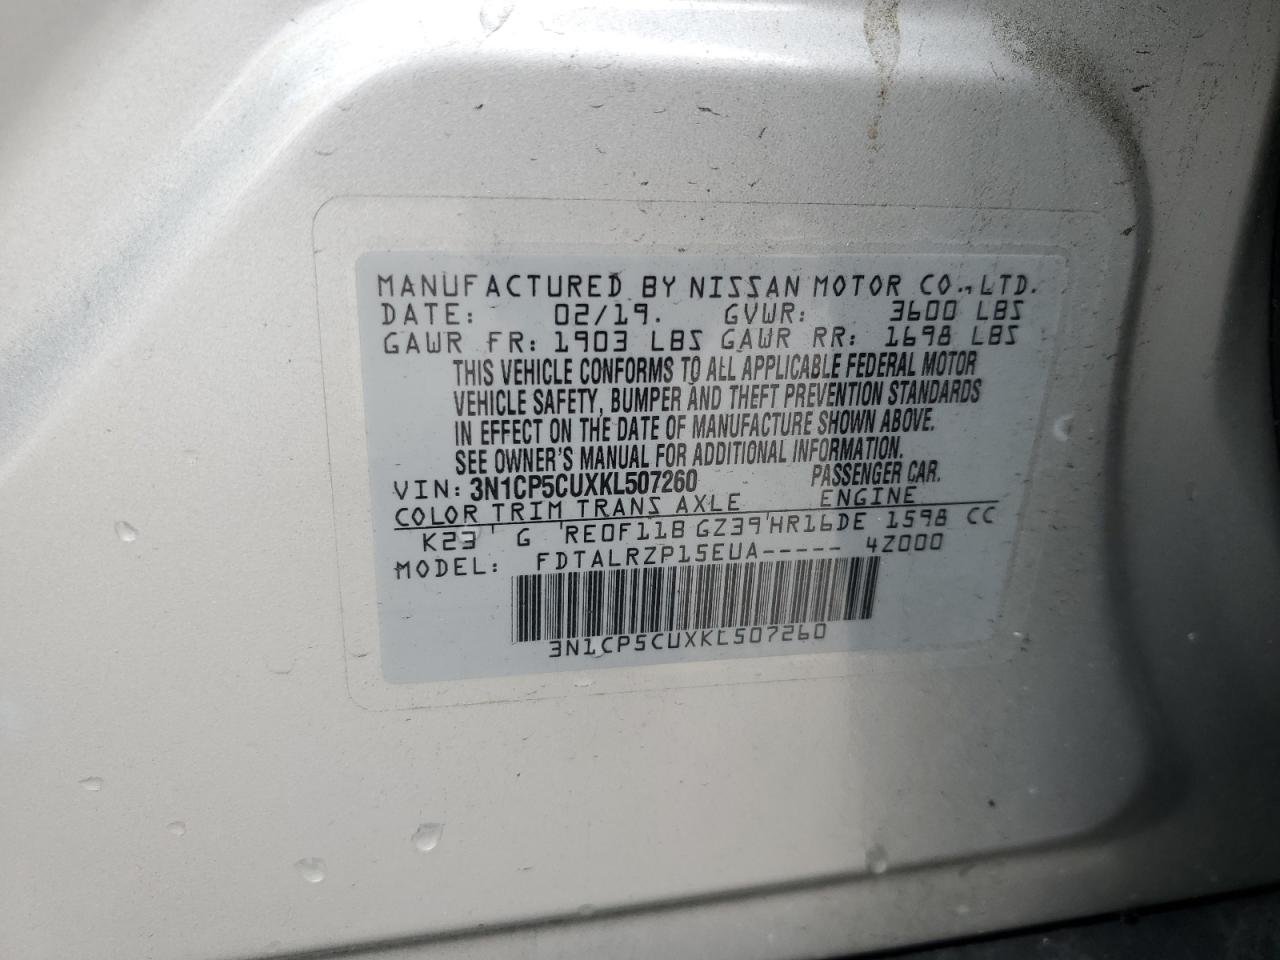 MANUFACTURED BY NISSAN MOTOR CO., LTD.
DATE: 02/19. GVWR: 3600 LBS
GAWR FR: 1903 LBS GAWR RR: 1698 LBS
THIS VEHICLE CONFORMS TO ALL APPLICABLE FEDERAL MOTOR
VEHICLE SAFETY, BUMPER AND THEFT PREVENTION STANDARDS
IN EFFECT ON THE DATE OF MANUFACTURE SHOWN ABOVE.
SEE OWNER'S MANUAL FOR ADDITIONAL INFORMATION.
VIN: 3N1CP5CUXKL507260 PASSENGER CAR.
COLOR TRIM TRANS AXLE ENGINE
K23 G RE0F11B GZ39 HR16DE 1598 CC
MODEL: FDTALRZP15EUA----- 4Z000
3N1CP5CUXKL507260